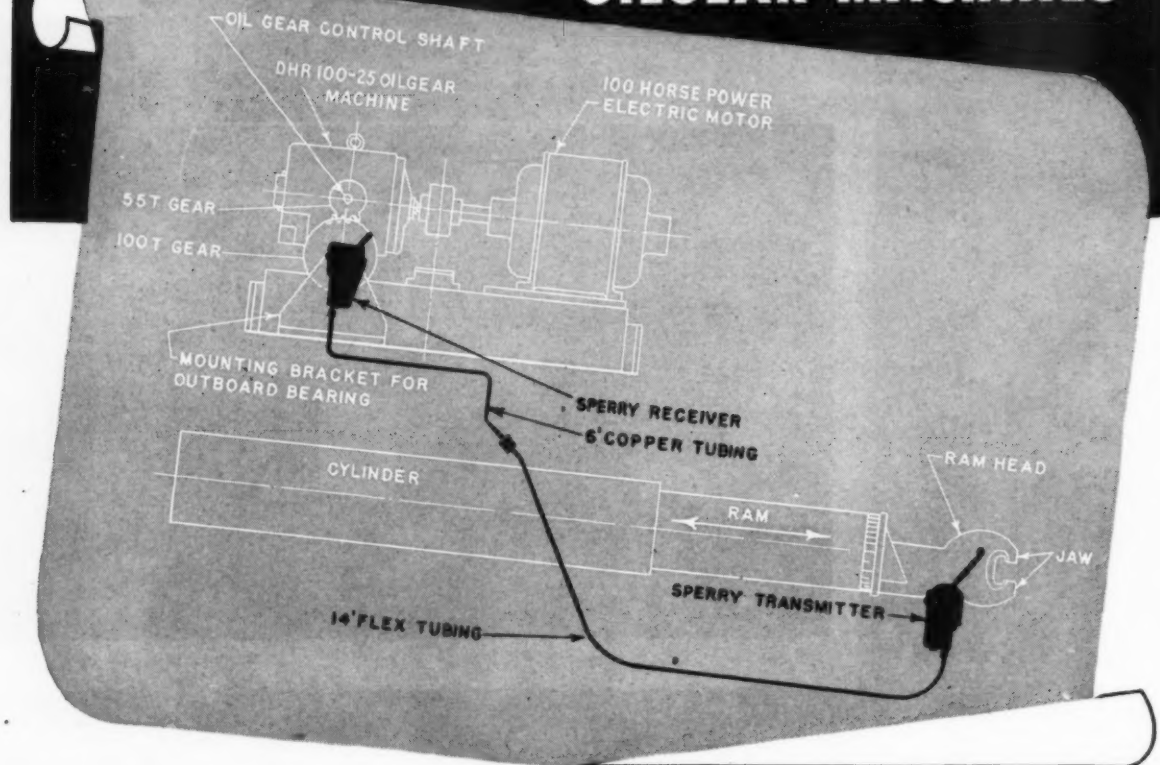 OIL GEAR CONTROL SHAFT
DHR 100-25 OILGEAR
MACHINE
100 HORSE POWER
ELECTRIC MOTOR
55T GEAR
100T GEAR
MOUNTING BRACKET FOR
OUTBOARD BEARING
SPERRY RECEIVER
6' COPPER TUBING
CYLINDER
RAM HEAD
RAM
JAW
SPERRY TRANSMITTER
14' FLEX TUBING